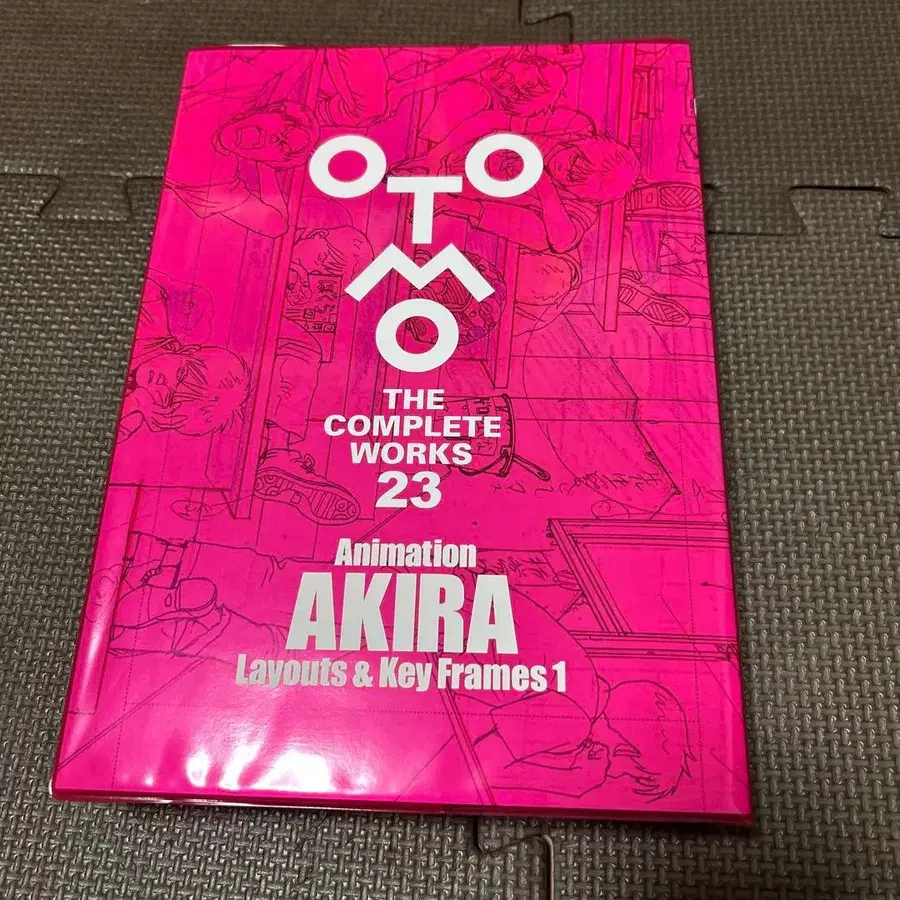 OTOMO
THE
COMPLETE
WORKS
23
Animation
AKIRA
Layouts & Key Frames 1